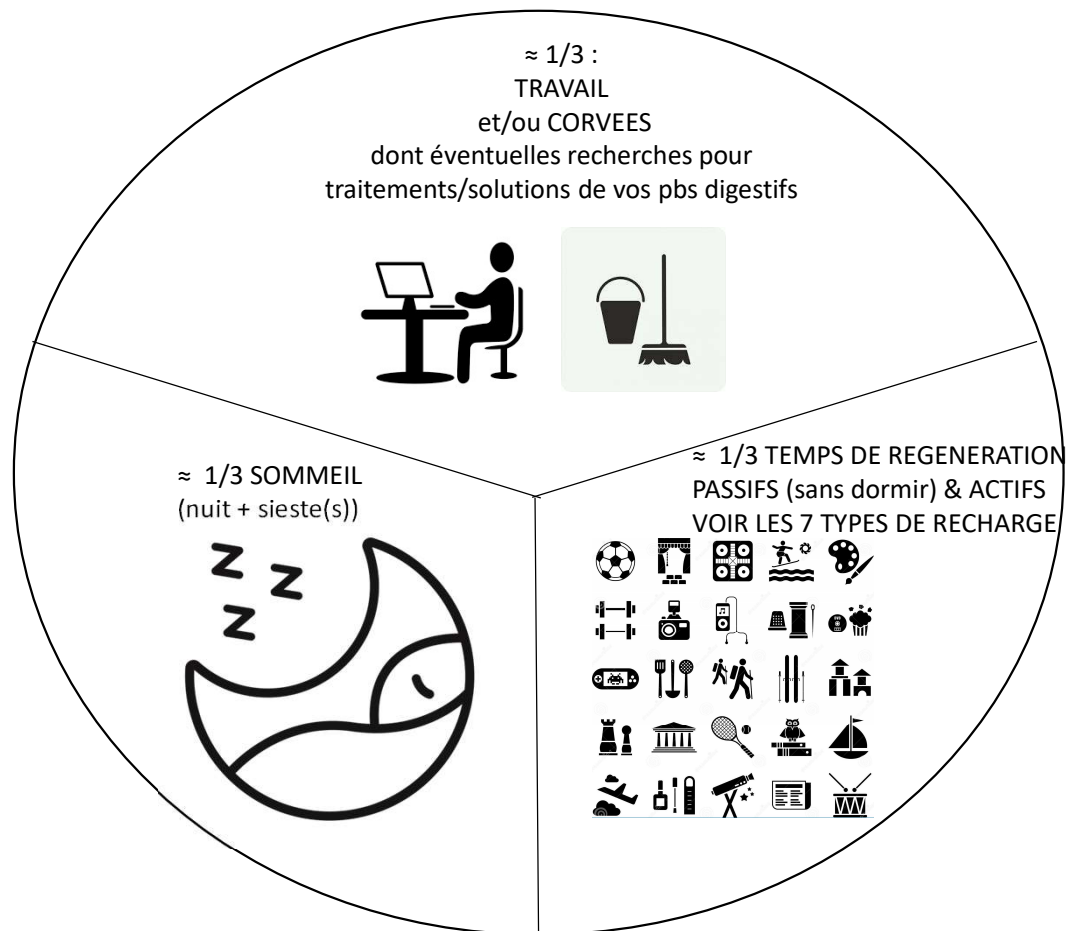 ≈ 1/3 :
TRAVAIL
et/ou CORVEES
dont éventuelles recherches pour
traitements/solutions de vos pbs digestifs
≈ 1/3 SOMMEIL
(nuit + sieste(s))
Z Z
Z
≈ 1/3 TEMPS DE REGENERATION
PASSIFS (sans dormir) & ACTIFS
VOIR LES 7 TYPES DE RECHARGE